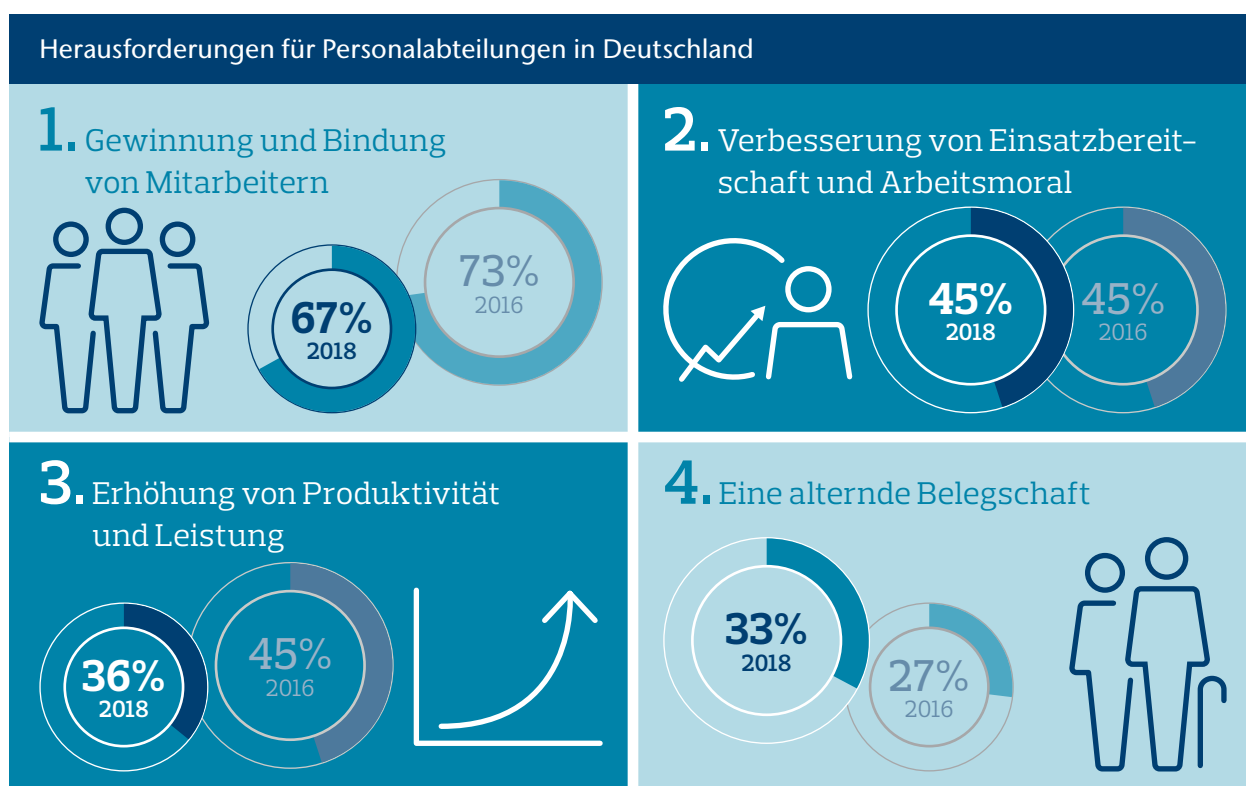 Herausforderungen für Personalabteilungen in Deutschland
1. Gewinnung und Bindung
von Mitarbeitern
67%
2018
73%
2016
2. Verbesserung von Einsatzbereit-
schaft und Arbeitsmoral
45%
2018
45%
2016
3. Erhöhung von Produktivität
und Leistung
36%
2018
45%
2016
4. Eine alternde Belegschaft
33%
2018
27%
2016